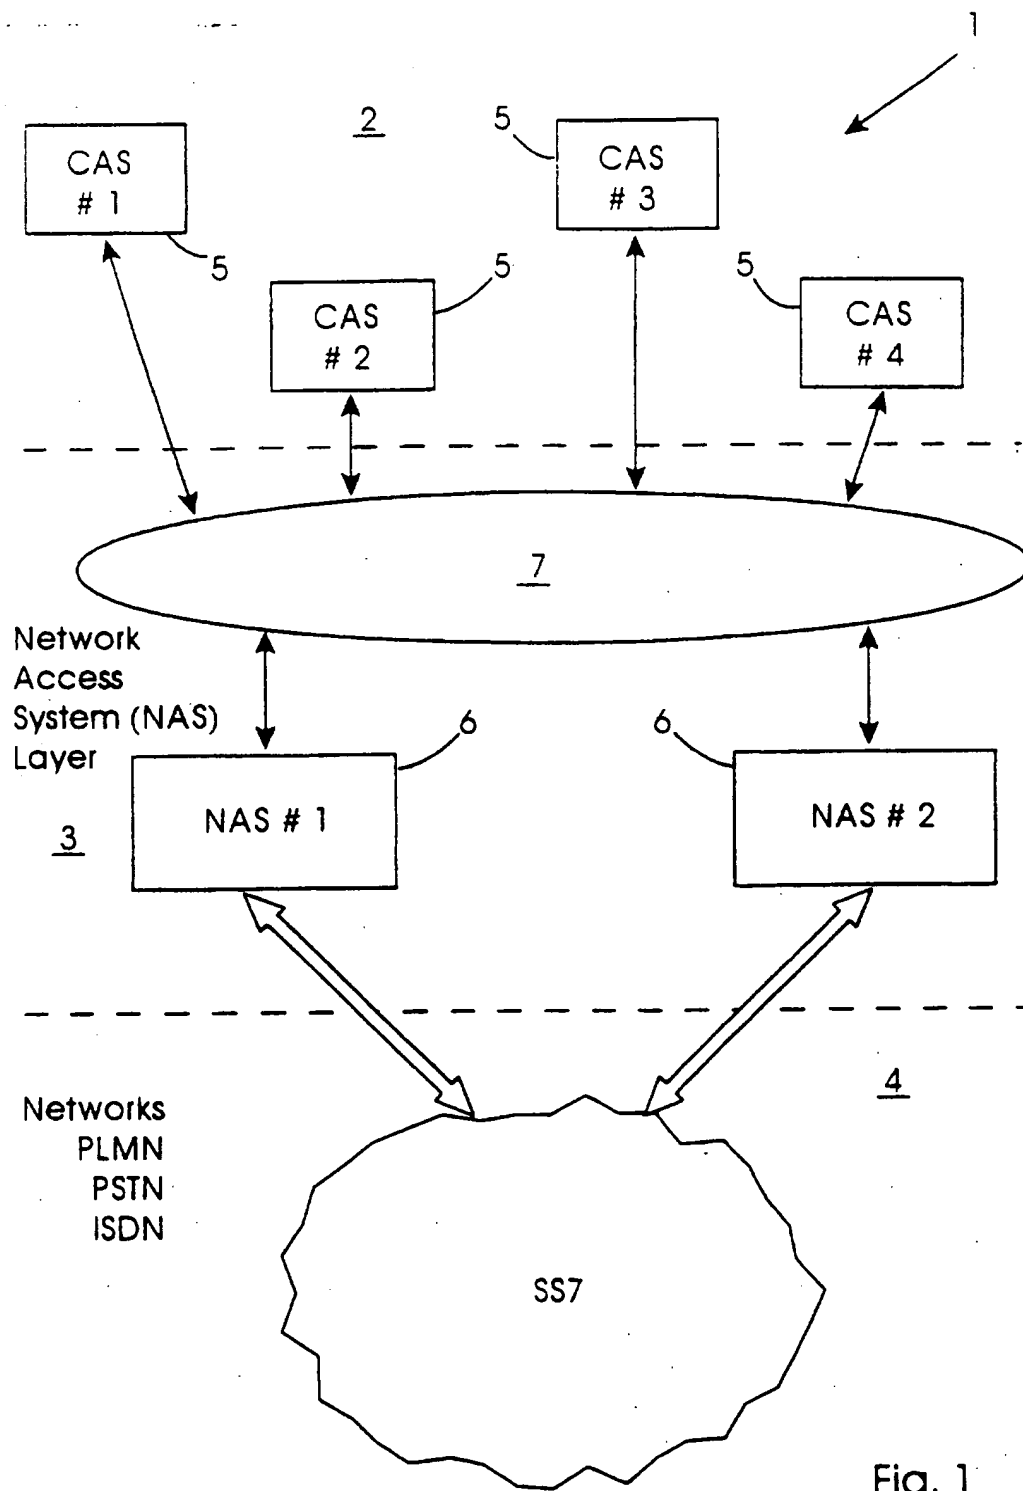 1
2
5
CAS
# 1
CAS
# 3
5
5
5
CAS
# 2
CAS
# 4
7
Network
Access
System (NAS)
Layer
6
6
NAS # 1
NAS # 2
3
4
Networks
PLMN
PSTN
ISDN
SS7
Fig. 1